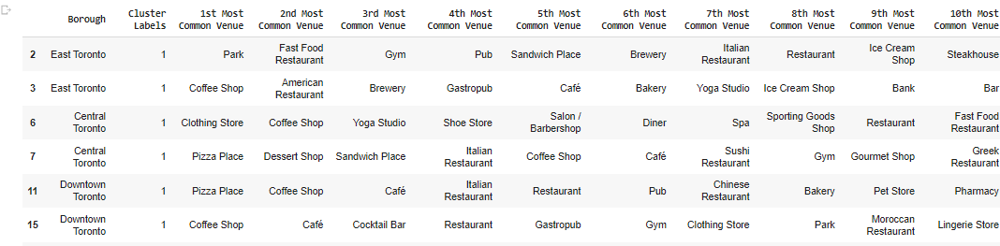 Borough Cluster Labels 1st Most Common Venue 2nd Most Common Venue 3rd Most Common Venue 4th Most Common Venue 5th Most Common Venue 6th Most Common Venue 7th Most Common Venue 8th Most Common Venue 9th Most Common Venue 10th Most Common Venue
2 East Toronto 1 Park Fast Food Restaurant Gym Pub Sandwich Place Brewery Italian Restaurant Restaurant Ice Cream Shop Steakhouse
3 East Toronto 1 Coffee Shop American Restaurant Brewery Gastropub Café Bakery Yoga Studio Ice Cream Shop Bank Bar
6 Central Toronto 1 Clothing Store Coffee Shop Yoga Studio Shoe Store Salon / Barbershop Diner Spa Sporting Goods Shop Restaurant Fast Food Restaurant
7 Central Toronto 1 Pizza Place Dessert Shop Sandwich Place Italian Restaurant Coffee Shop Café Sushi Restaurant Gym Gourmet Shop Greek Restaurant
11 Downtown Toronto 1 Pizza Place Coffee Shop Café Italian Restaurant Restaurant Pub Chinese Restaurant Bakery Pet Store Pharmacy
15 Downtown Toronto 1 Coffee Shop Café Cocktail Bar Restaurant Gastropub Gym Clothing Store Park Moroccan Restaurant Lingerie Store